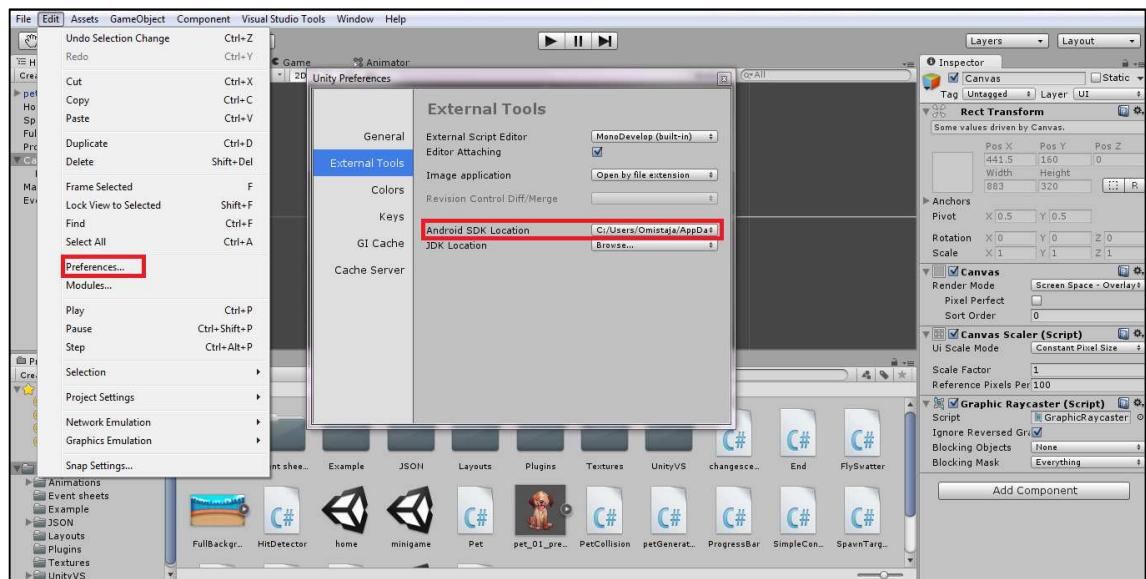 File Edit Assets GameObject Component Visual Studio Tools Window Help
Undo Selection Change Ctrl+Z
Redo Ctrl+Y
Cut Ctrl+X
Copy Ctrl+C
Paste Ctrl+V
Duplicate Ctrl+D
Delete Shift+Del
Frame Selected F
Lock View to Selected Shift+F
Find Ctrl+F
Select All Ctrl+A
Preferences...
Modules...
Play Ctrl+P
Pause Ctrl+Shift+P
Step Ctrl+Alt+P
Selection
Project Settings
Network Emulation
Graphics Emulation
Snap Settings...
Game Animator
2D
All
Unity Preferences
General
External Tools
Colors
Keys
GI Cache
Cache Server
External Tools
External Script Editor MonoDevelop (built-in)
Editor Attaching
Image application Open by file extension
Revision Control Diff/Merge
Android SDK Location C:/Users/Omistaja/AppDa
JDK Location Browse...
Layers Layout
Inspector
Canvas Static
Tag Untagged Layer UI
Rect Transform
Some values driven by Canvas.
Pos X Pos Y Pos Z
441.5 160 0
Width Height
883 320 R
Anchors
Pivot X 0.5 Y 0.5
Rotation X 0 Y 0 Z 0
Scale X 1 Y 1 Z 1
Canvas
Render Mode Screen Space - Overlay
Pixel Perfect
Sort Order 0
Canvas Scaler (Script)
Ui Scale Mode Constant Pixel Size
Scale Factor 1
Reference Pixels Per 100
Graphic Raycaster (Script)
Script GraphicRaycaster
Ignore Reversed Gra
Blocking Objects None
Blocking Mask Everything
Add Component
Animations
Event sheets
Example
JSON
Layouts
Plugins
Textures
UnityVS
C# C# C#
nt shee... Example JSON Layouts Plugins Textures UnityVS changesce... End FlySwatter
C# C# C# C# C# C# C#
FullBackgr... HitDetector home minigame Pet pet_01_pre... PetCollision petGenerat... ProgressBar SimpleCon... SpawnTarg...